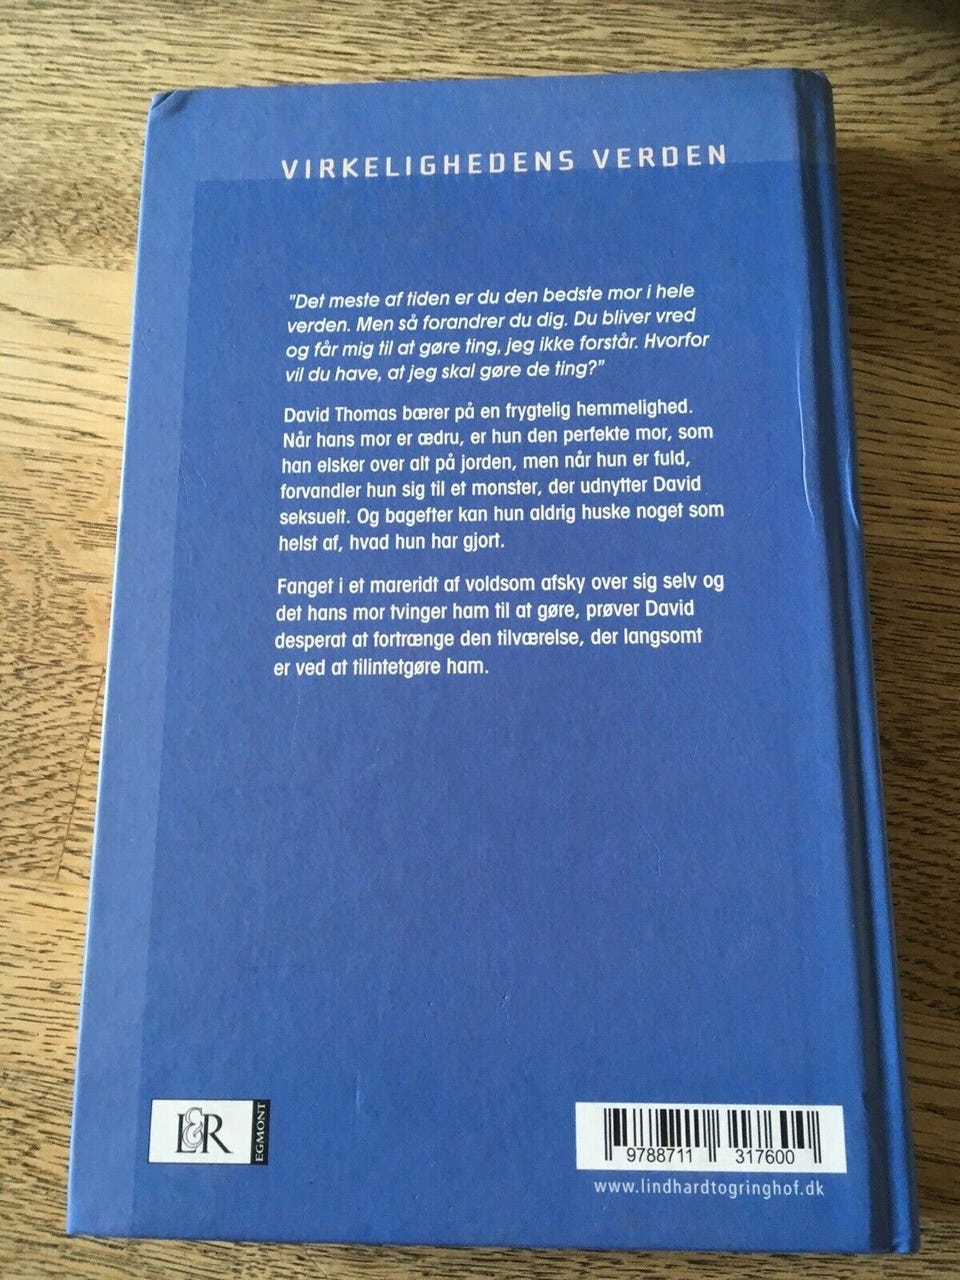 VIRKELIGHEDENS VERDEN
"Det meste af tiden er du den bedste mor i hele
verden. Men så forandrer du dig. Du bliver vred
og får mig til at gøre ting, jeg ikke forstår. Hvorfor
vil du have, at jeg skal gøre de ting?"
David Thomas bærer på en frygtelig hemmelighed.
Når hans mor er ædru, er hun den perfekte mor, som
han elsker over alt på jorden, men når hun er fuld,
forvandler hun sig til et monster, der udnytter David
seksuelt. Og bagefter kan hun aldrig huske noget som
helst af, hvad hun har gjort.
Fanget i et mareridt af voldsom afsky over sig selv og
det hans mor tvinger ham til at gøre, prøver David
desperat at fortrænge den tilværelse, der langsomt
er ved at tilintetgøre ham.
L&R
EGMONT
9788711 317600
www.lindhardtogringhof.dk